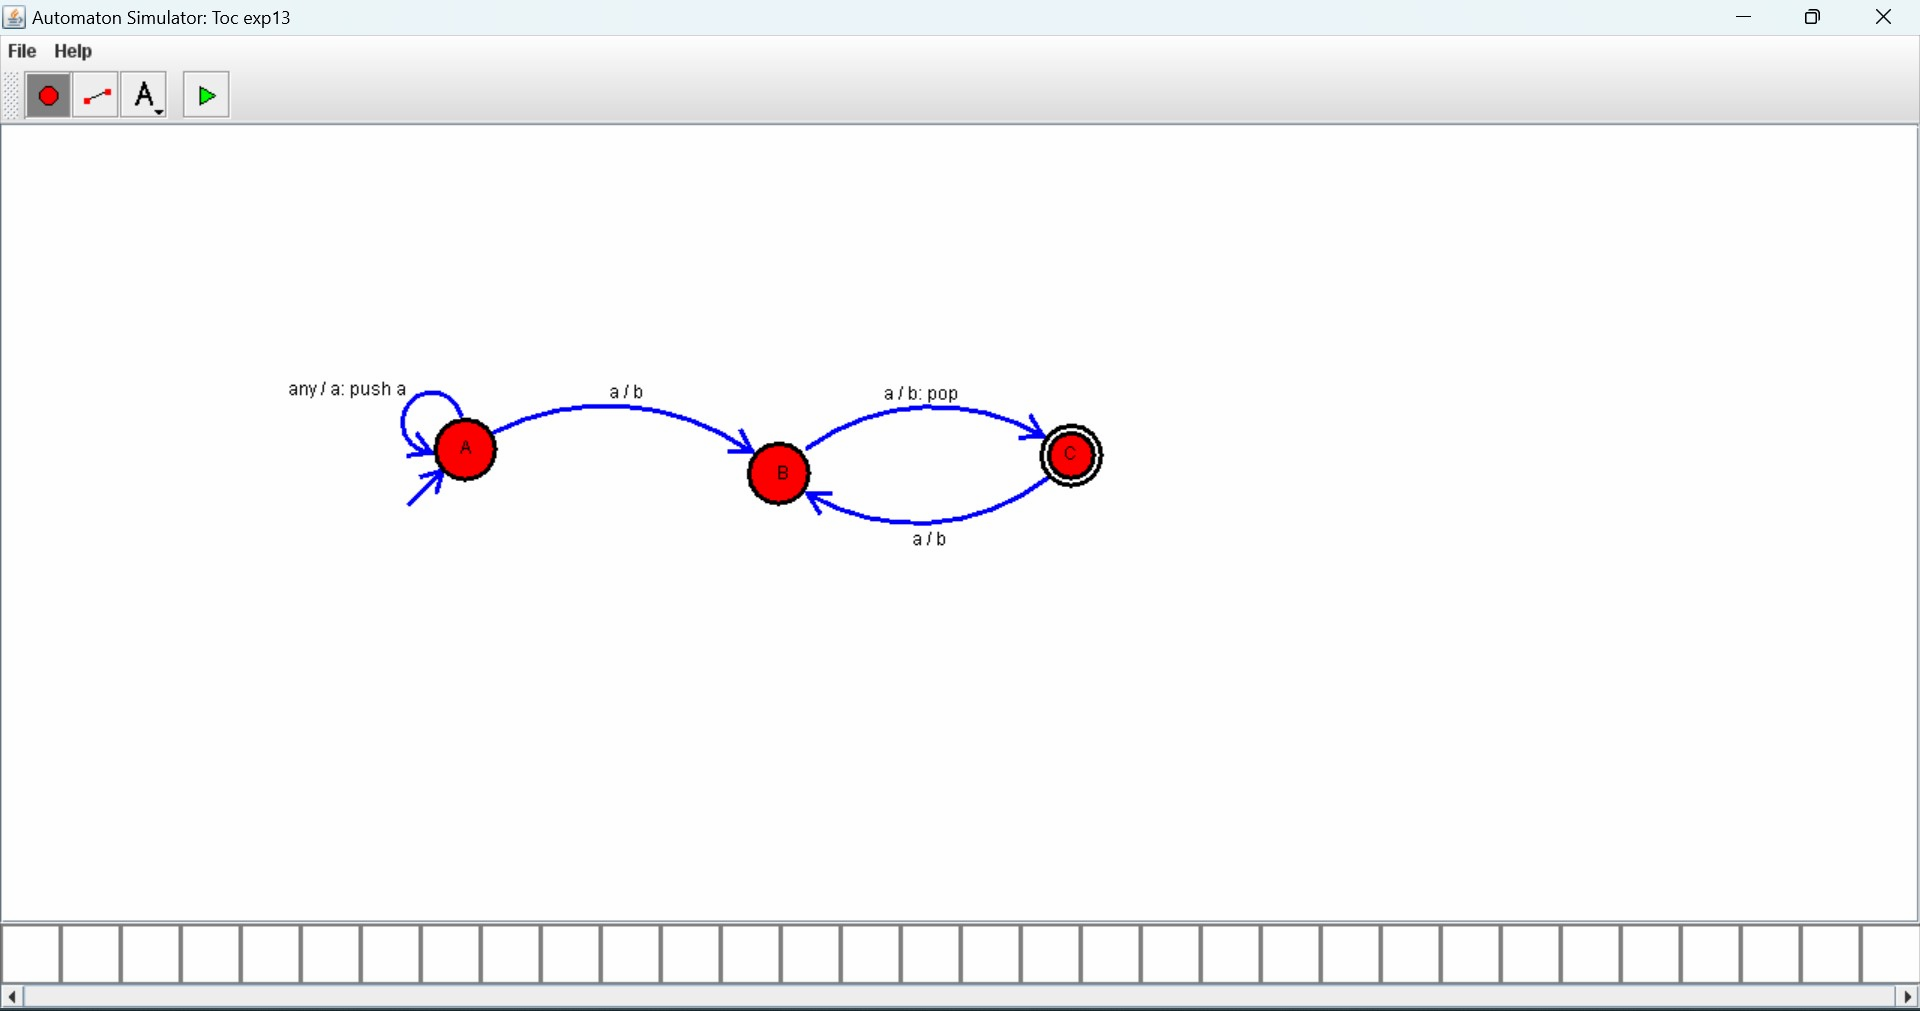 Automaton Simulator: Toc exp13
File Help
A
any / a: push a
a / b
a / b: pop
A
B
C
a / b